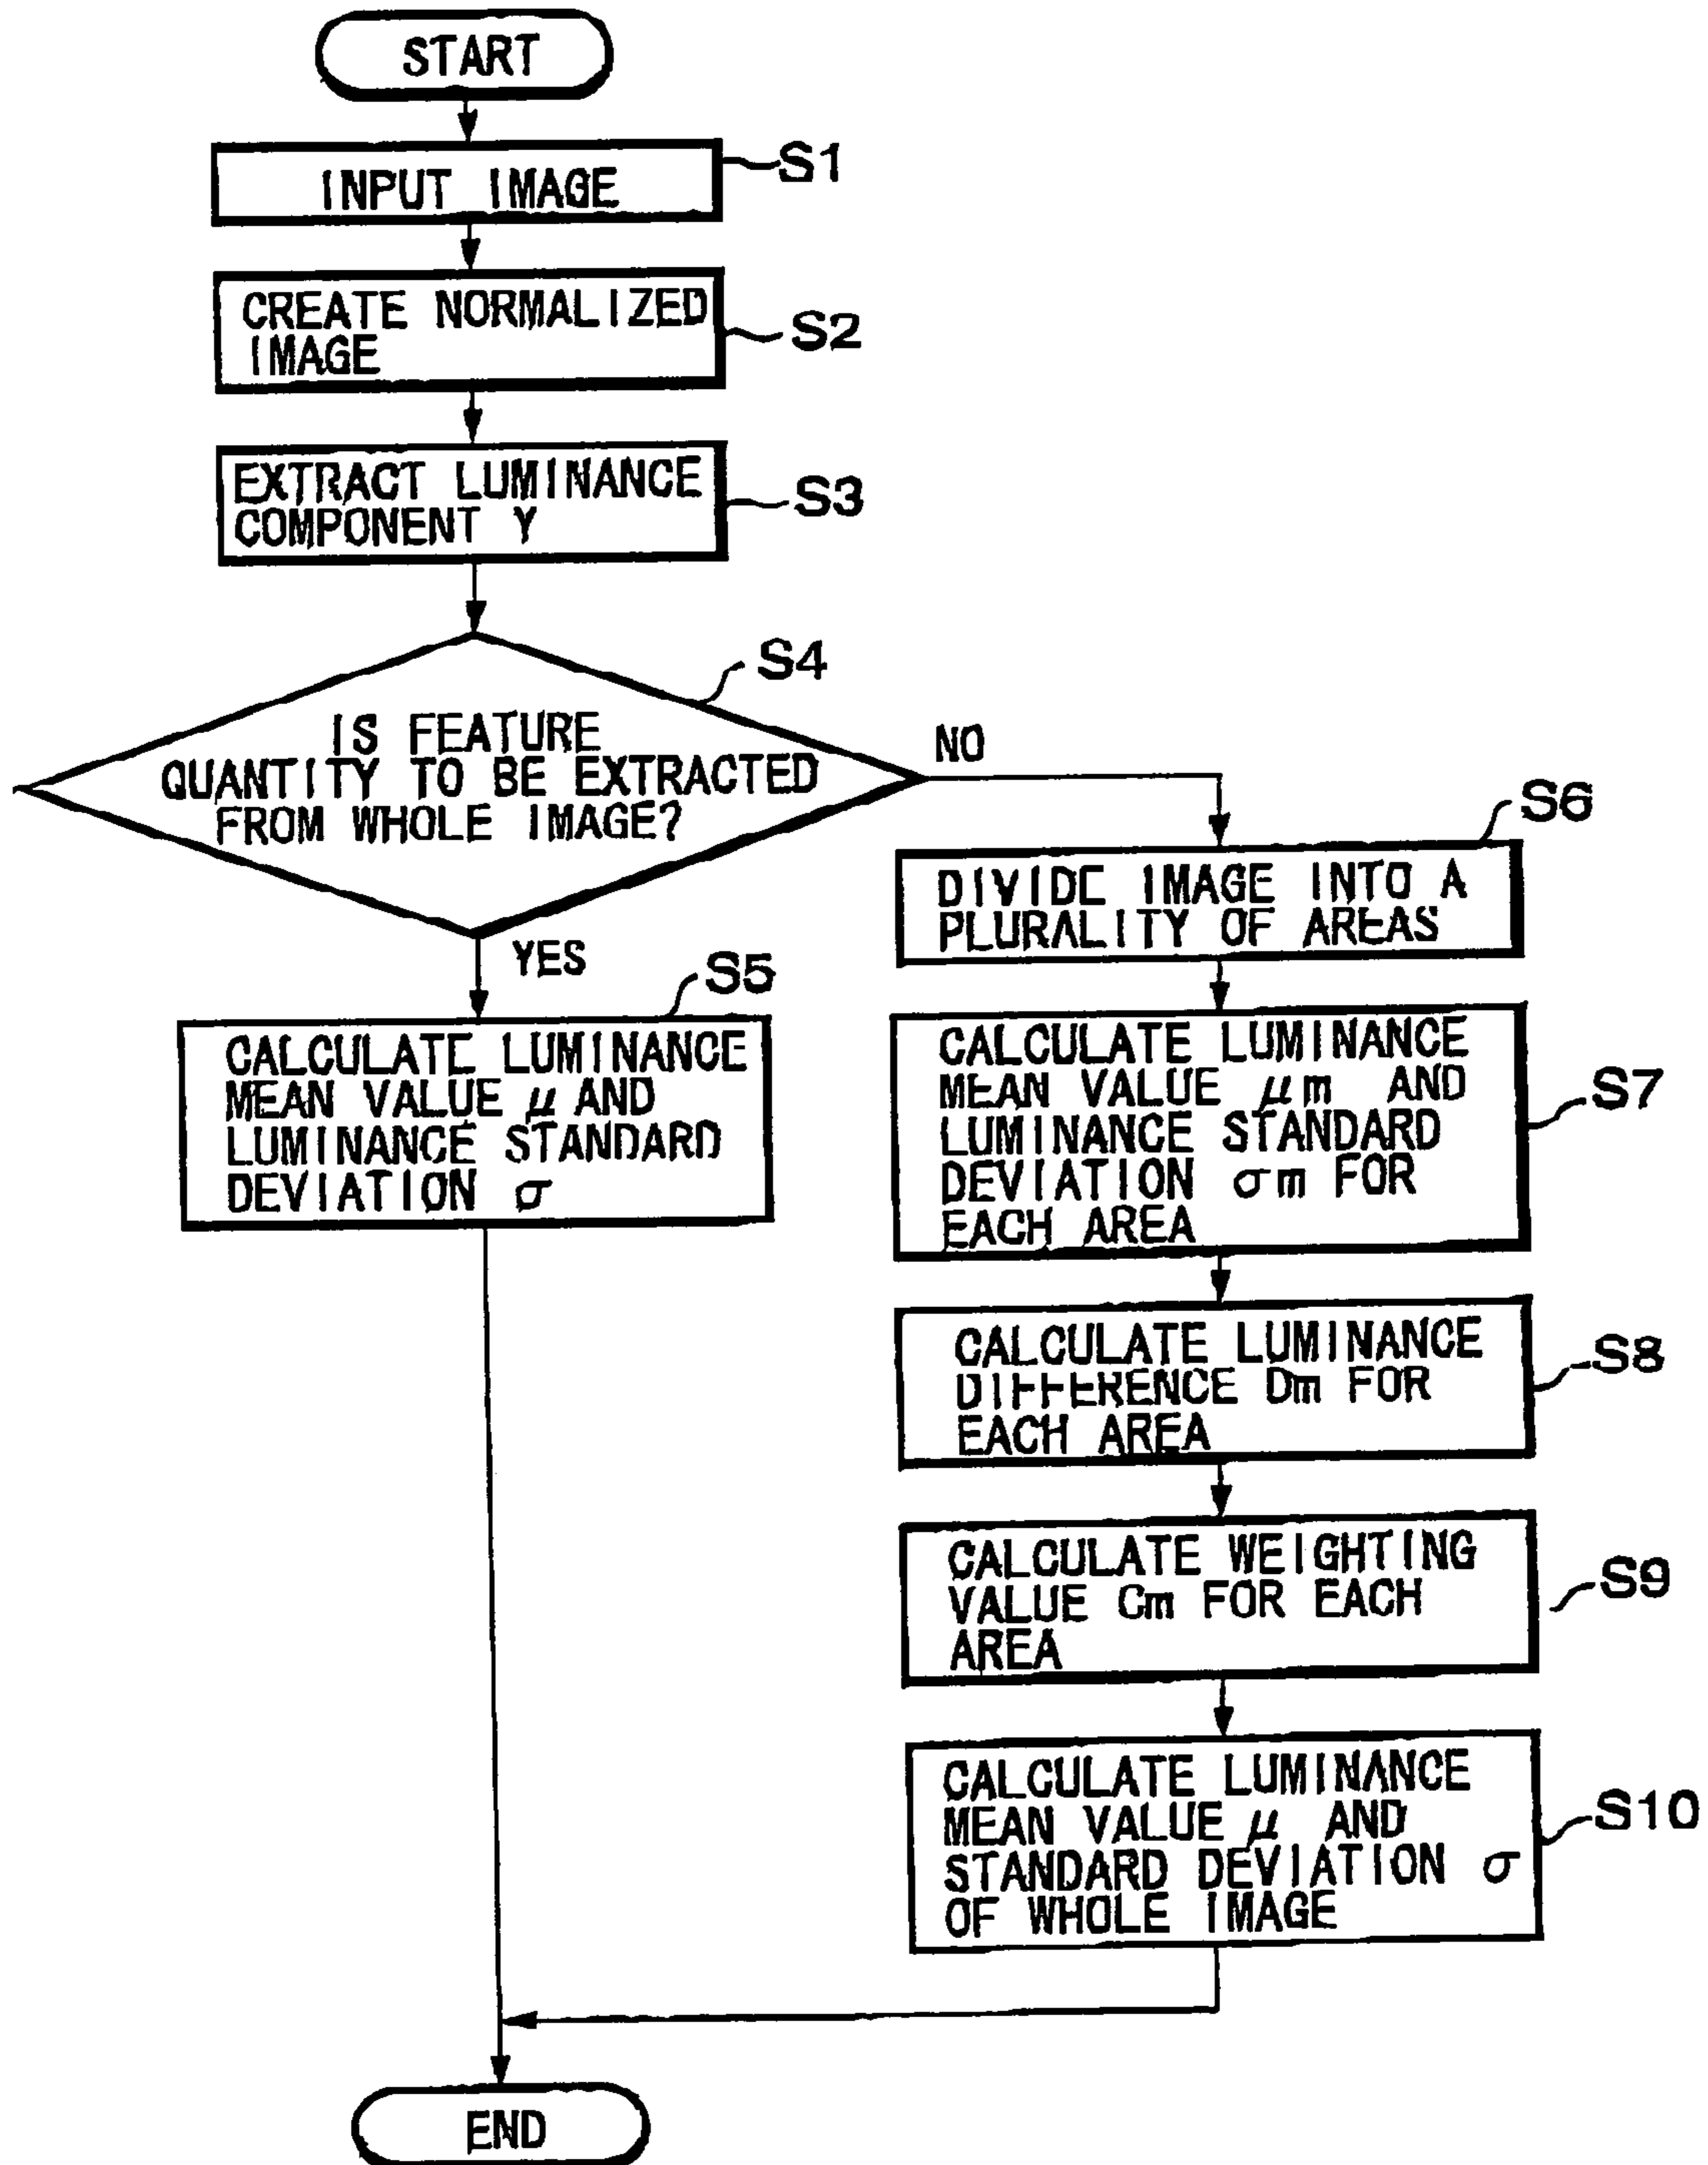 START
INPUT IMAGE
S1
CREATE NORMALIZED
IMAGE
S2
EXTRACT LUMINANCE
COMPONENT Y
S3
S4
IS FEATURE
QUANTITY TO BE EXTRACTED
FROM WHOLE IMAGE?
NO
YES
S5
CALCULATE LUMINANCE
MEAN VALUE μ AND
LUMINANCE STANDARD
DEVIATION σ
S6
DIVIDE IMAGE INTO A
PLURALITY OF AREAS
CALCULATE LUMINANCE
MEAN VALUE μm AND
LUMINANCE STANDARD
DEVIATION σm FOR
EACH AREA
S7
CALCULATE LUMINANCE
DIFFERENCE Dm FOR
EACH AREA
S8
CALCULATE WEIGHTING
VALUE Cm FOR EACH
AREA
S9
CALCULATE LUMINANCE
MEAN VALUE μ AND
STANDARD DEVIATION σ
OF WHOLE IMAGE
S10
END